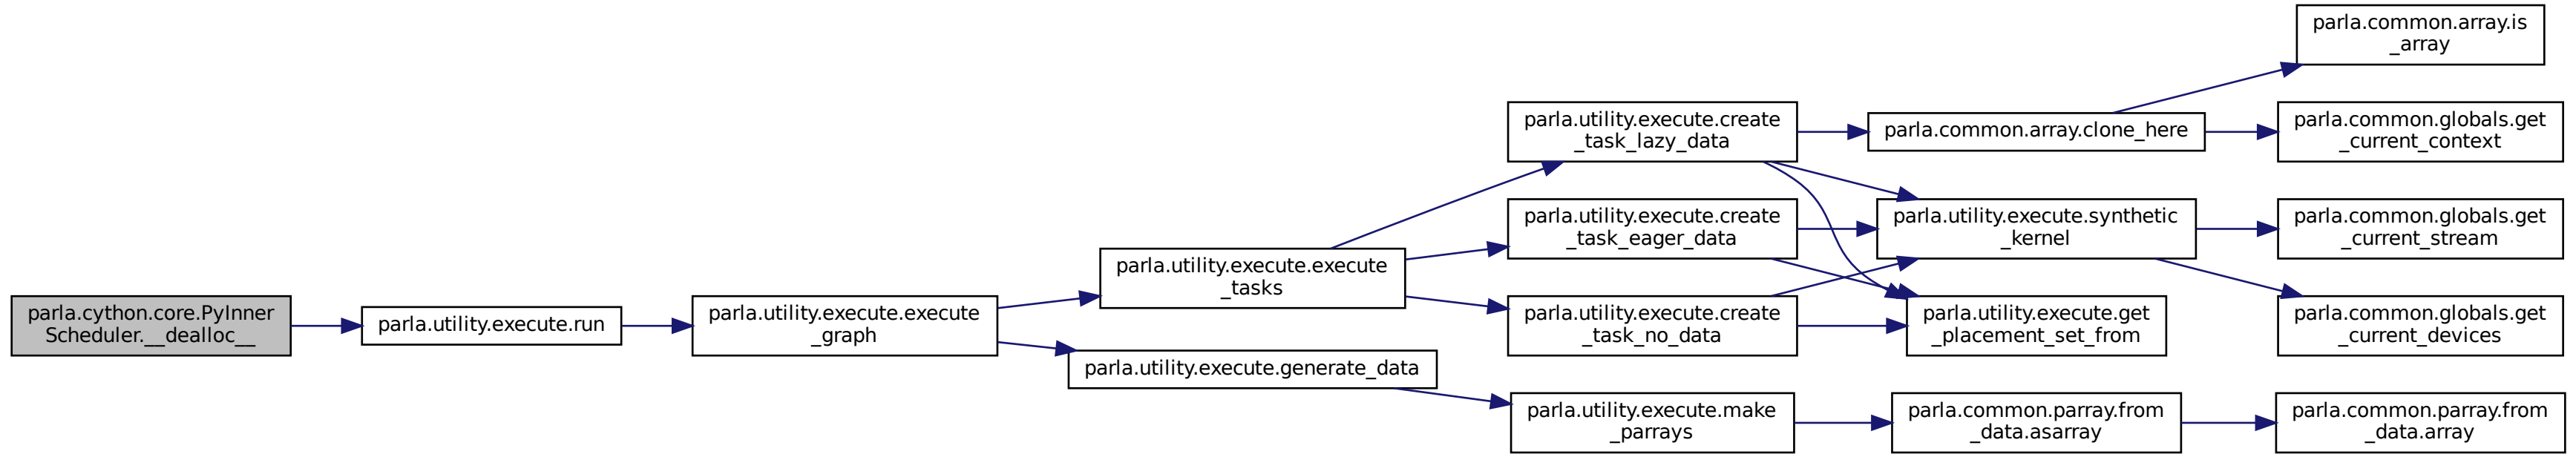 parla.cython.core.PyInner
Scheduler.__dealloc__
parla.utility.execute.run
parla.utility.execute.execute
_graph
parla.utility.execute.execute
_tasks
parla.utility.execute.generate_data
parla.utility.execute.create
_task_lazy_data
parla.utility.execute.create
_task_eager_data
parla.utility.execute.create
_task_no_data
parla.utility.execute.make
_parrays
parla.common.array.clone_here
parla.utility.execute.synthetic
_kernel
parla.utility.execute.get
_placement_set_from
parla.common.parray.from
_data.asarray
parla.common.array.is
_array
parla.common.globals.get
_current_context
parla.common.globals.get
_current_stream
parla.common.globals.get
_current_devices
parla.common.parray.from
_data.array